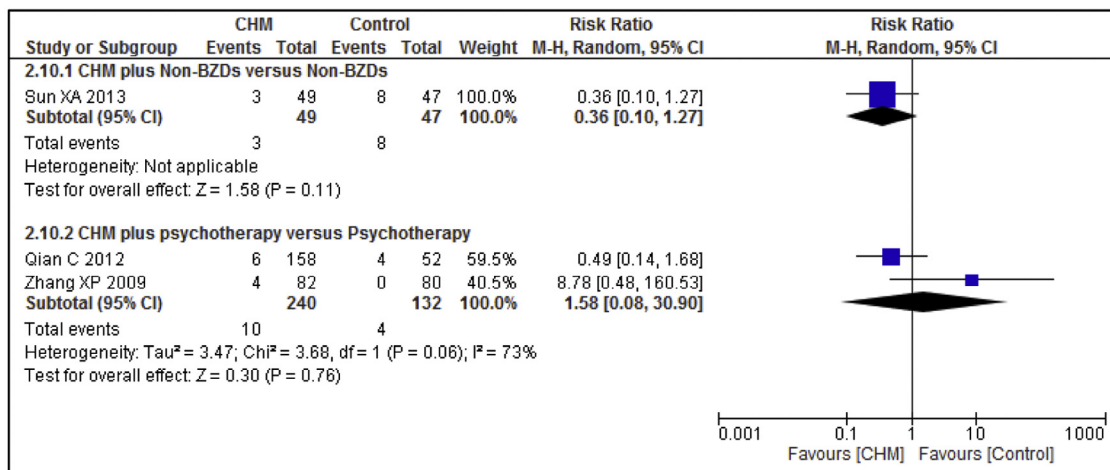 CHM Control Risk Ratio Risk Ratio
Study or Subgroup Events Total Events Total Weight M-H, Random, 95% CI M-H, Random, 95% CI
2.10.1 CHM plus Non-BZDs versus Non-BZDs
Sun XA 2013 3 49 8 47 100.0% 0.36 [0.10, 1.27]
Subtotal (95% CI) 49 47 100.0% 0.36 [0.10, 1.27]
Total events 3 8
Heterogeneity: Not applicable
Test for overall effect: Z = 1.58 (P = 0.11)
2.10.2 CHM plus psychotherapy versus Psychotherapy
Qian C 2012 6 158 4 52 59.5% 0.49 [0.14, 1.68]
Zhang XP 2009 4 82 0 80 40.5% 8.78 [0.48, 160.53]
Subtotal (95% CI) 240 132 100.0% 1.58 [0.08, 30.90]
Total events 10 4
Heterogeneity: Tau² = 3.47; Chi² = 3.68, df = 1 (P = 0.06); I² = 73%
Test for overall effect: Z = 0.30 (P = 0.76)
0.001 0.1 1 10 1000
Favours [CHM] Favours [Control]